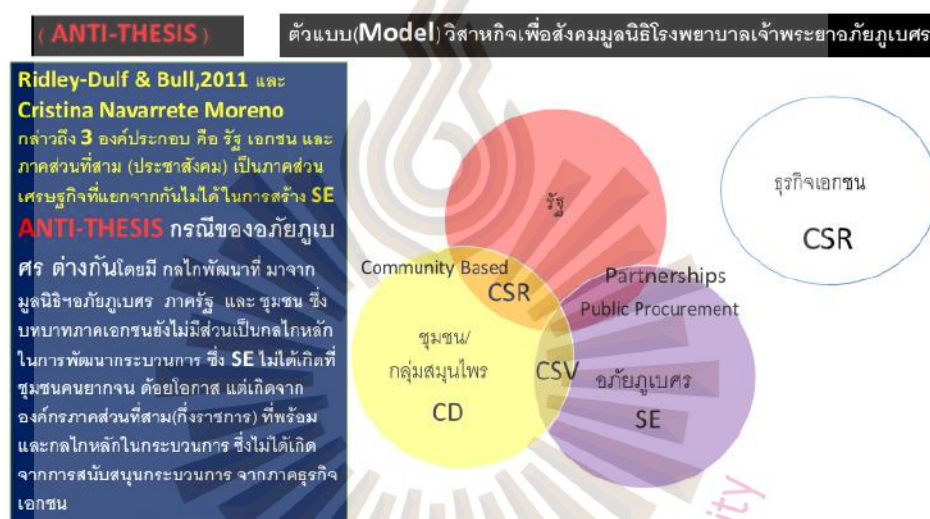 ( ANTI-THESIS )
ตัวแบบ(Model) วิสาหกิจเพื่อสังคมมูลนิธิโรงพยาบาลเจ้าพระยาอภัยภูเบศร
Ridley-Dulf & Bull,2011 และ
Cristina Navarrete Moreno
กล่าวถึง 3 องค์ประกอบ คือ รัฐ เอกชน และ
ภาคส่วนที่สาม (ประชาสังคม) เป็นภาคส่วน
เศรษฐกิจที่แยกจากกันไม่ได้ในการสร้าง SE
ANTI-THESIS กรณีของอภัยภูเบ
ศร ต่างกันโดยมี กลไกพัฒนาที่ มาจาก
มูลนิธิฯอภัยภูเบศร ภาครัฐ และ ชุมชน ซึ่ง
บทบาทภาคเอกชนยังไม่มีส่วนเป็นกลไกหลัก
ในการพัฒนากระบวนการ ซึ่ง SE ไม่ได้เกิดที่
ชุมชนคนยากจน ด้อยโอกาส แต่เกิดจาก
องค์กรภาคส่วนที่สาม(กึ่งราชการ) ที่พร้อม
และกลไกหลักในกระบวนการ ซึ่งไม่ได้เกิด
จากการสนับสนุนกระบวนการ จากภาคธุรกิจ
เอกชน
รัฐ
ธุรกิจเอกชน
CSR
Community Based
CSR
Partnerships
Public Procurement
ชุมชน/
กลุ่มสมุนไพร
CD
CSV
อภัยภูเบศร
SE
ity